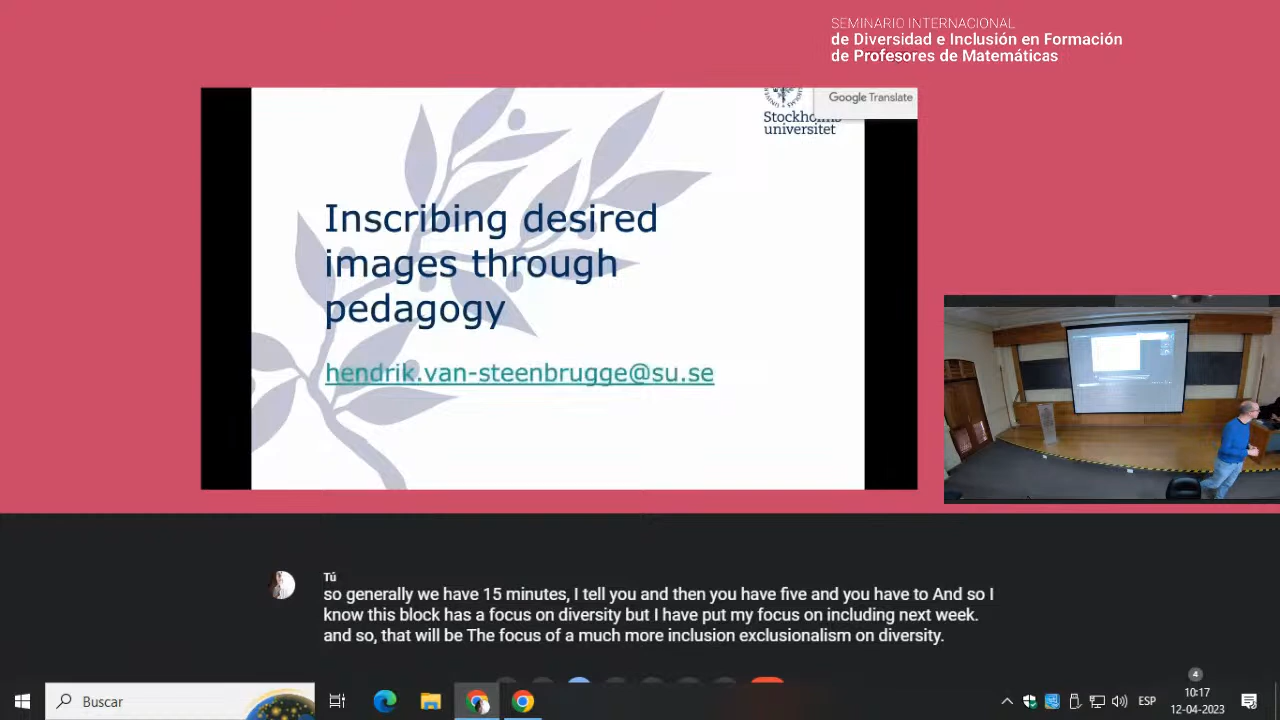 SEMINARIO INTERNACIONAL
de Diversidad e Inclusión en Formación
de Profesores de Matemáticas
Google Translate
Stockholms
universitet
Inscribing desired
images through
pedagogy
hendrik.van-steenbrugge@su.se
Tú
so generally we have 15 minutes, I tell you and then you have five and you have to And so I
know this block has a focus on diversity but I have put my focus on including next week.
and so, that will be The focus of a much more inclusion exclusionalism on diversity.
Buscar
4
ESP
10:17
12-04-2023